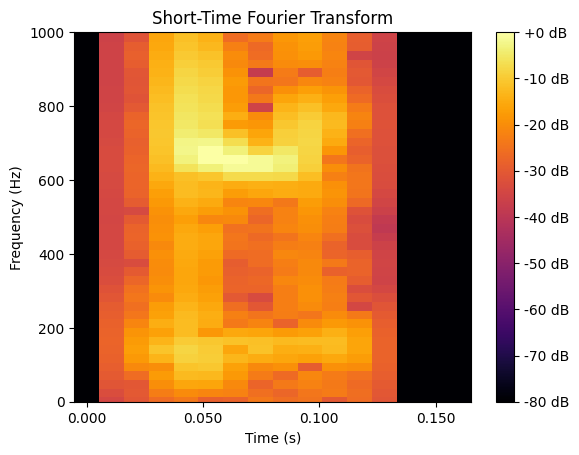 Short-Time Fourier Transform
Frequency (Hz)
1000
800
600
400
200
0
0.000
0.050
0.100
0.150
Time (s)
+0 dB
-10 dB
-20 dB
-30 dB
-40 dB
-50 dB
-60 dB
-70 dB
-80 dB